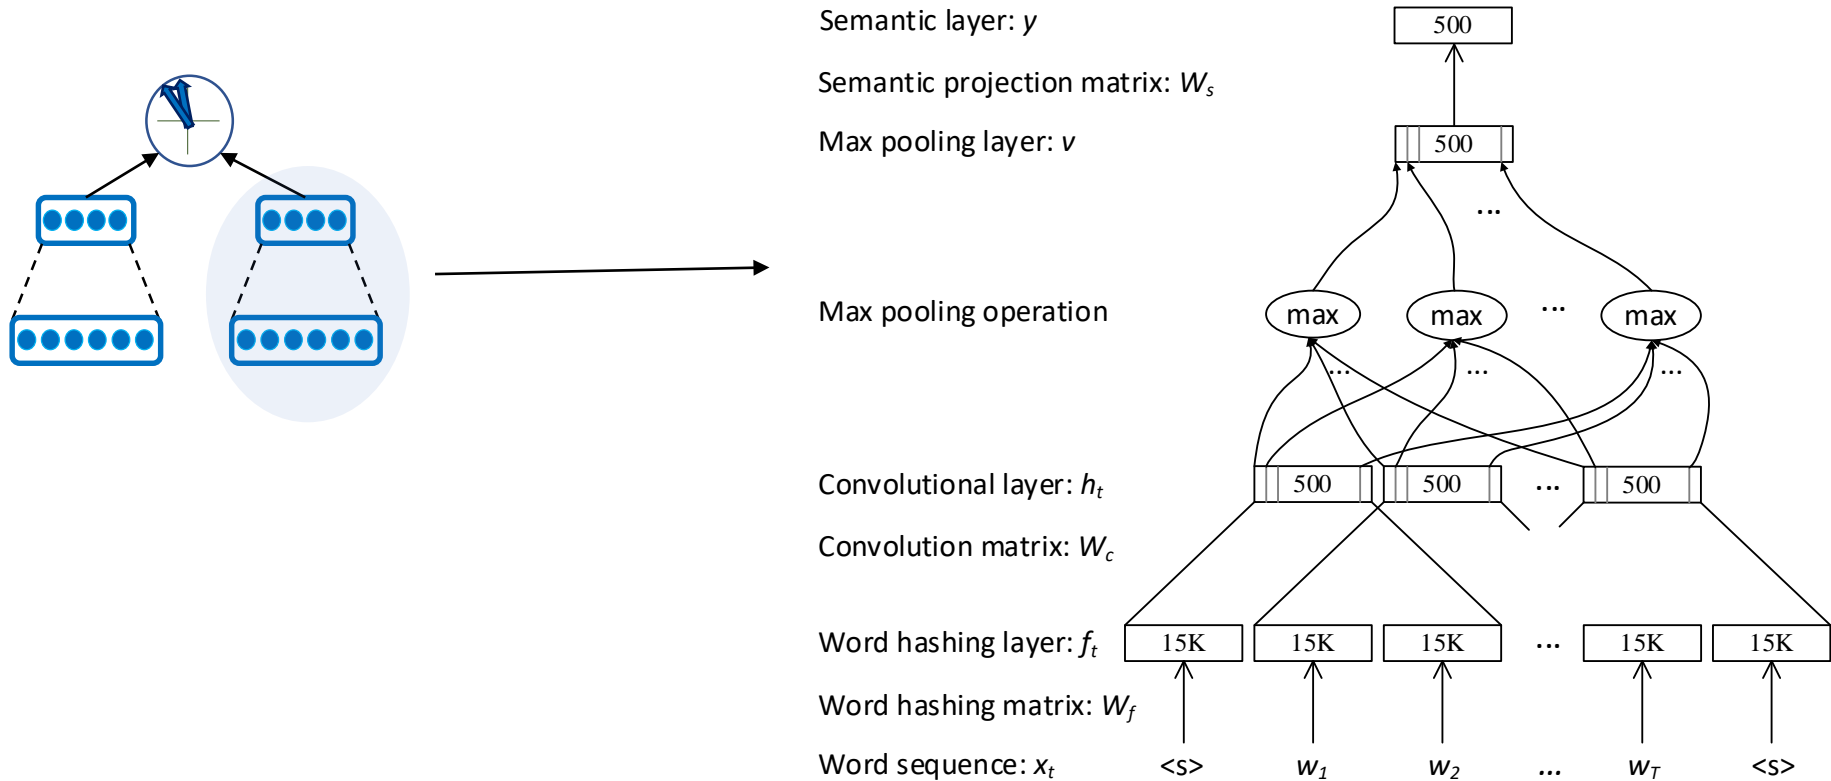 Semantic layer: y 500
Semantic projection matrix: Ws
Max pooling layer: v 500
...
Max pooling operation max max ... max
... ... ...
Convolutional layer: ht 500 500 ... 500
Convolution matrix: Wc
Word hashing layer: ft 15K 15K 15K ... 15K 15K
Word hashing matrix: Wf
Word sequence: xt <s> w1 w2 ... wT <s>